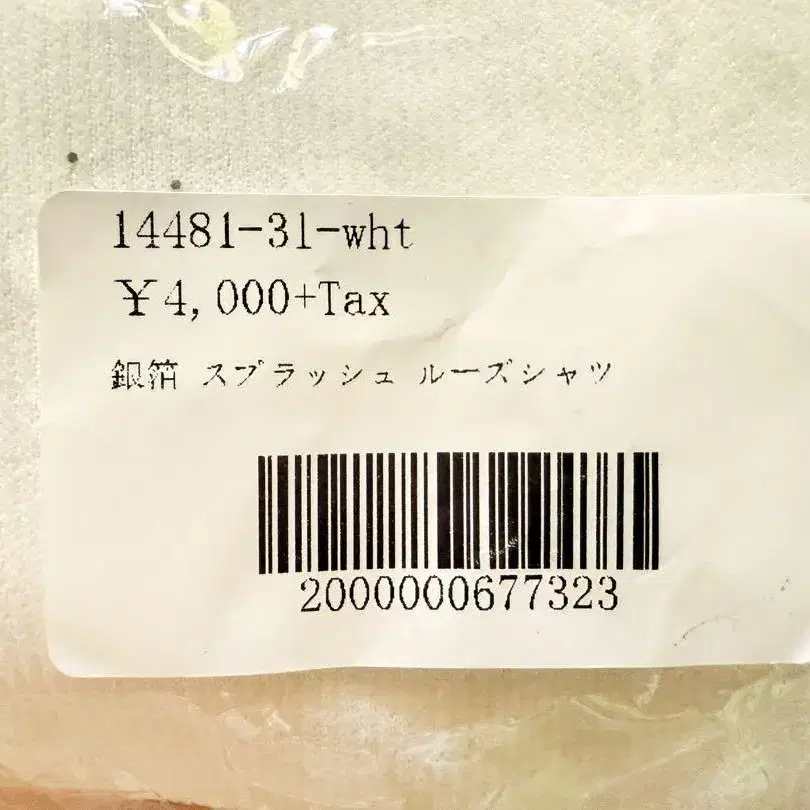 14481-31-wht
¥4,000+Tax
銀箔 スプラッシュ ルーズシャツ
2000000677323